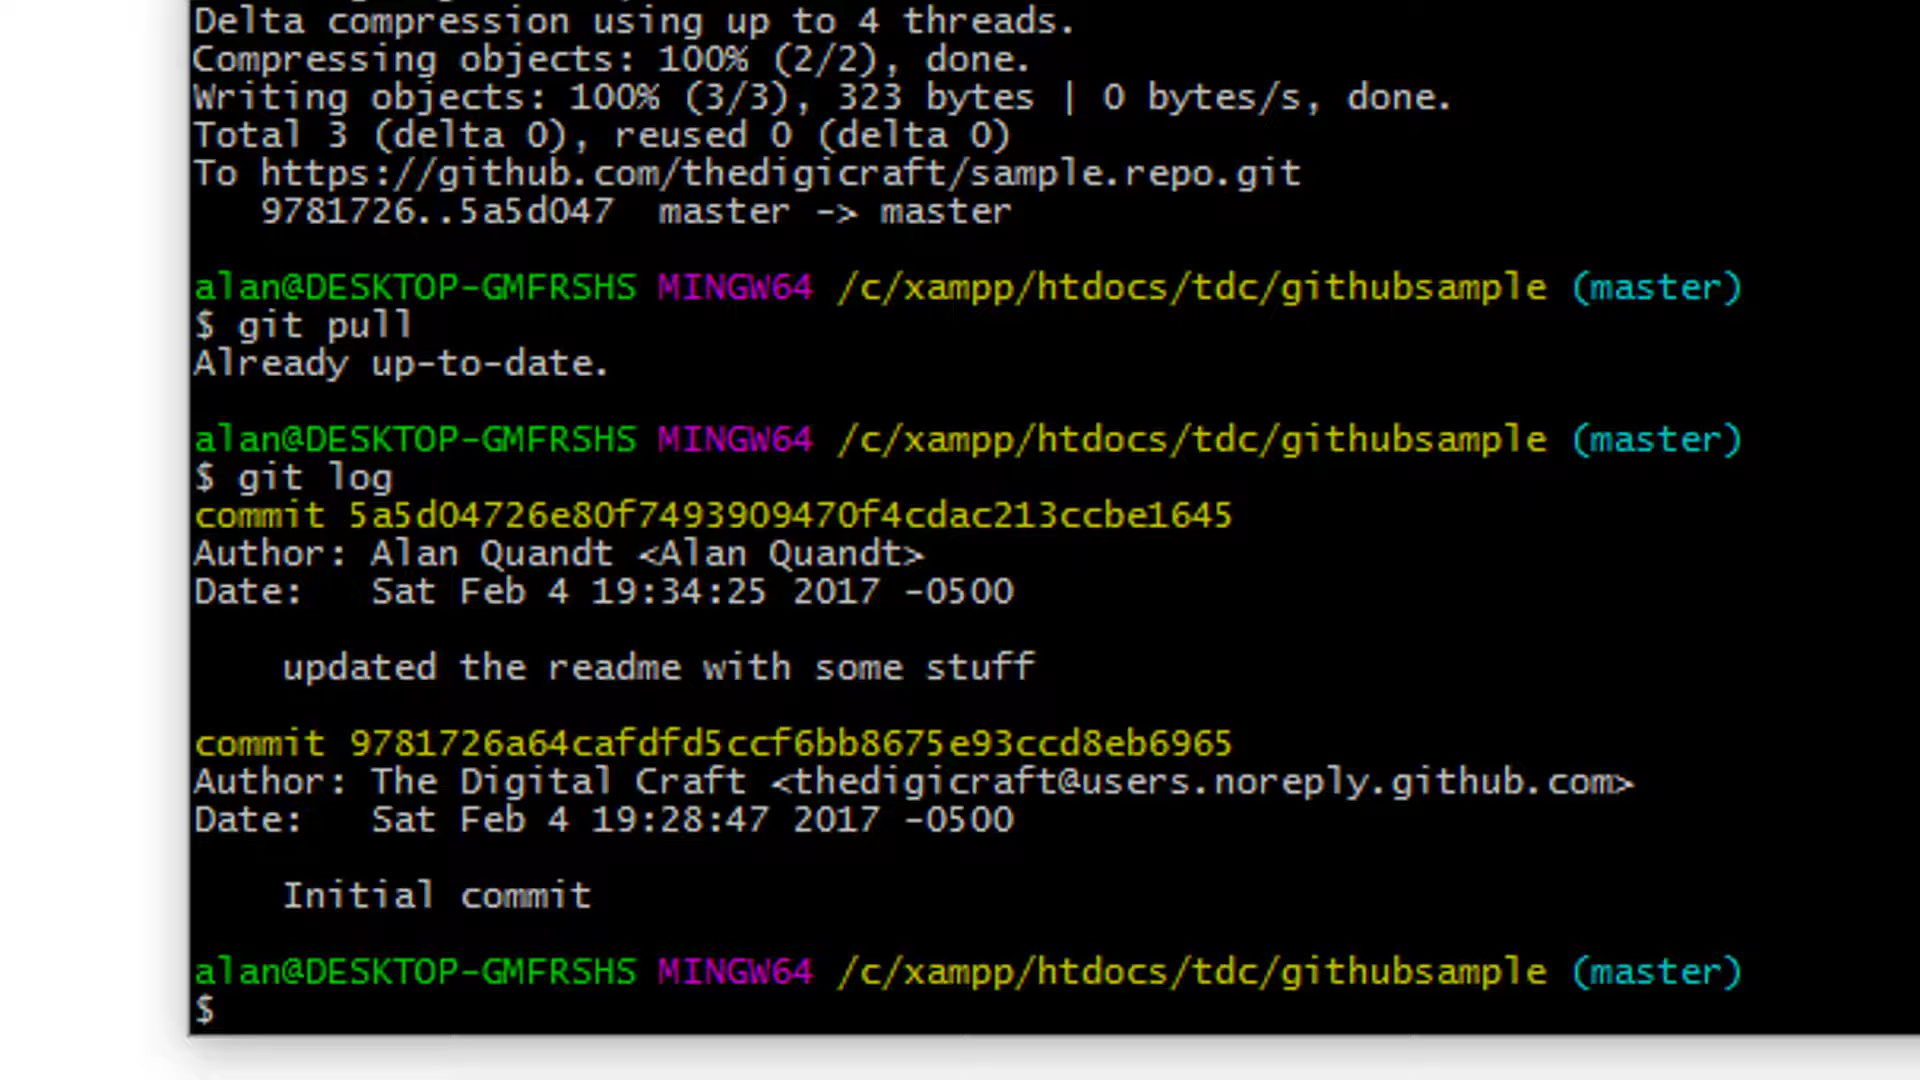 Delta compression using up to 4 threads.
Compressing objects: 100% (2/2), done.
Writing objects: 100% (3/3), 323 bytes | 0 bytes/s, done.
Total 3 (delta 0), reused 0 (delta 0)
To https://github.com/thedigicraft/sample.repo.git
   9781726..5a5d047  master -> master

alan@DESKTOP-GMFRSHS MINGW64 /c/xampp/htdocs/tdc/githubsample (master)
$ git pull
Already up-to-date.

alan@DESKTOP-GMFRSHS MINGW64 /c/xampp/htdocs/tdc/githubsample (master)
$ git log
commit 5a5d04726e80f7493909470f4cdac213ccbe1645
Author: Alan Quandt <Alan Quandt>
Date:   Sat Feb 4 19:34:25 2017 -0500

    updated the readme with some stuff

commit 9781726a64cafdfd5ccf6bb8675e93ccd8eb6965
Author: The Digital Craft <thedigicraft@users.noreply.github.com>
Date:   Sat Feb 4 19:28:47 2017 -0500

    Initial commit

alan@DESKTOP-GMFRSHS MINGW64 /c/xampp/htdocs/tdc/githubsample (master)
$